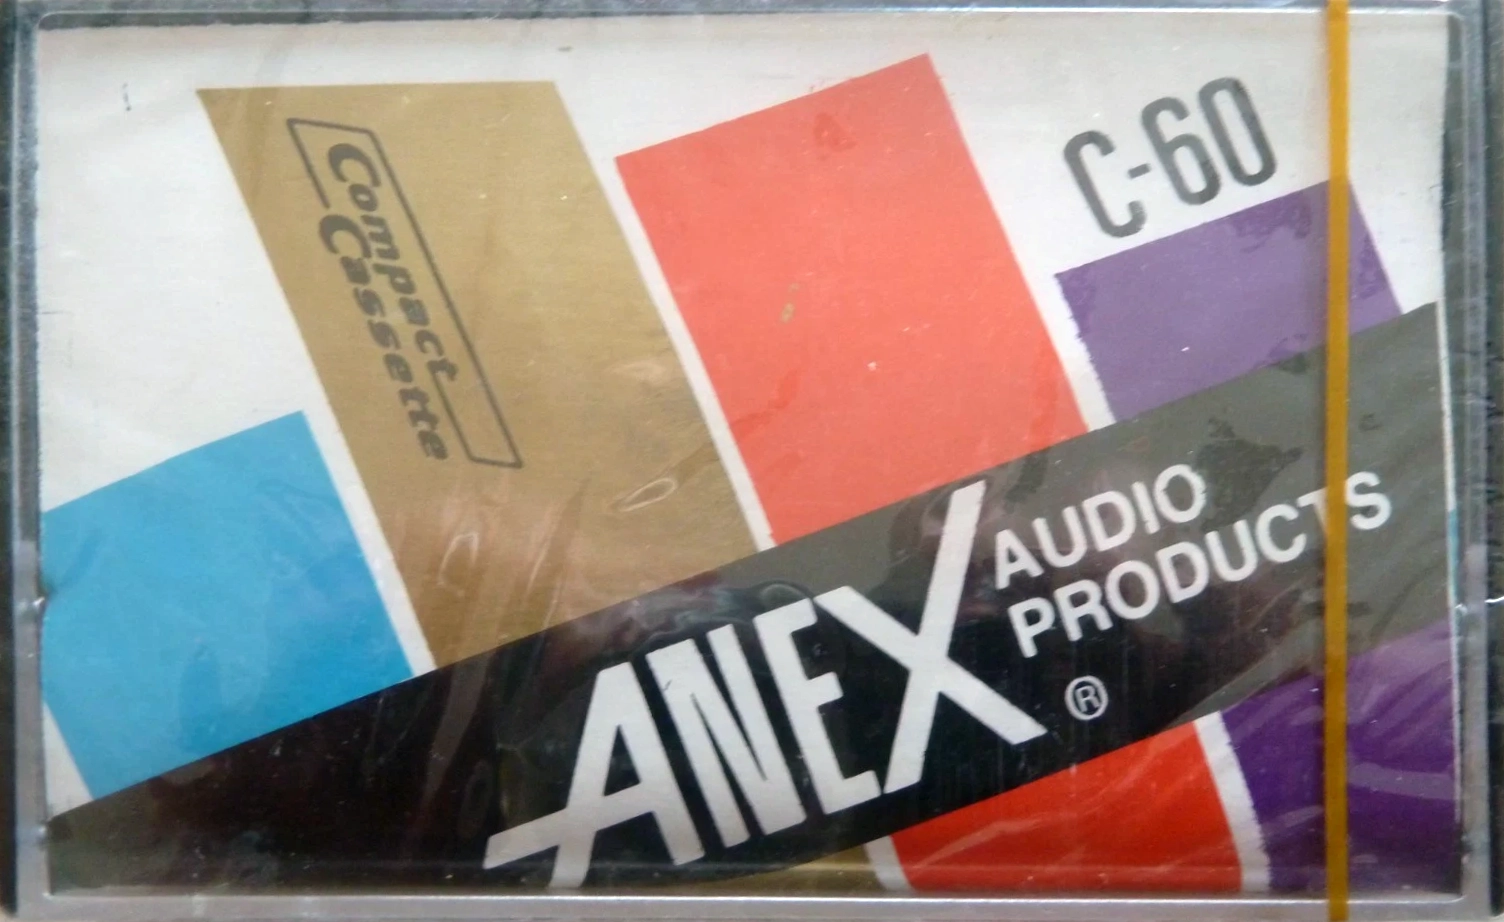 C-60
Compact
Cassette
ANEX
AUDIO
PRODUCTS
®